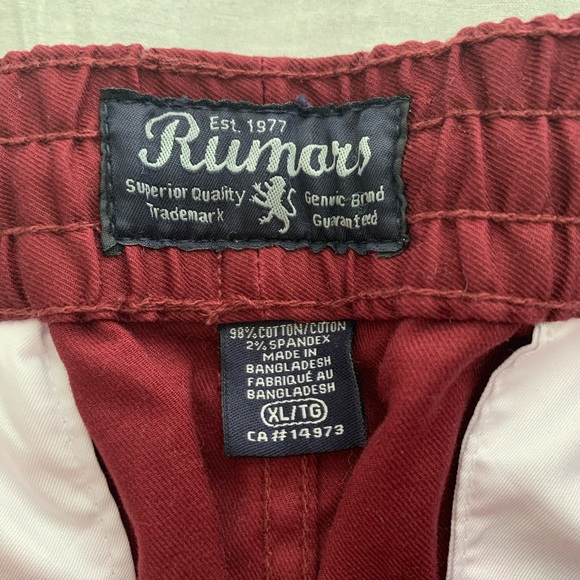 Est. 1977
Rumors
Superior Quality Genuic Brand
Trademark Guaranteed
98% COTTON/COTON
2% SPANDEX
MADE IN
BANGLADESH
FABRIQUÉ AU
BANGLADESH
XL/TG
CA#14973